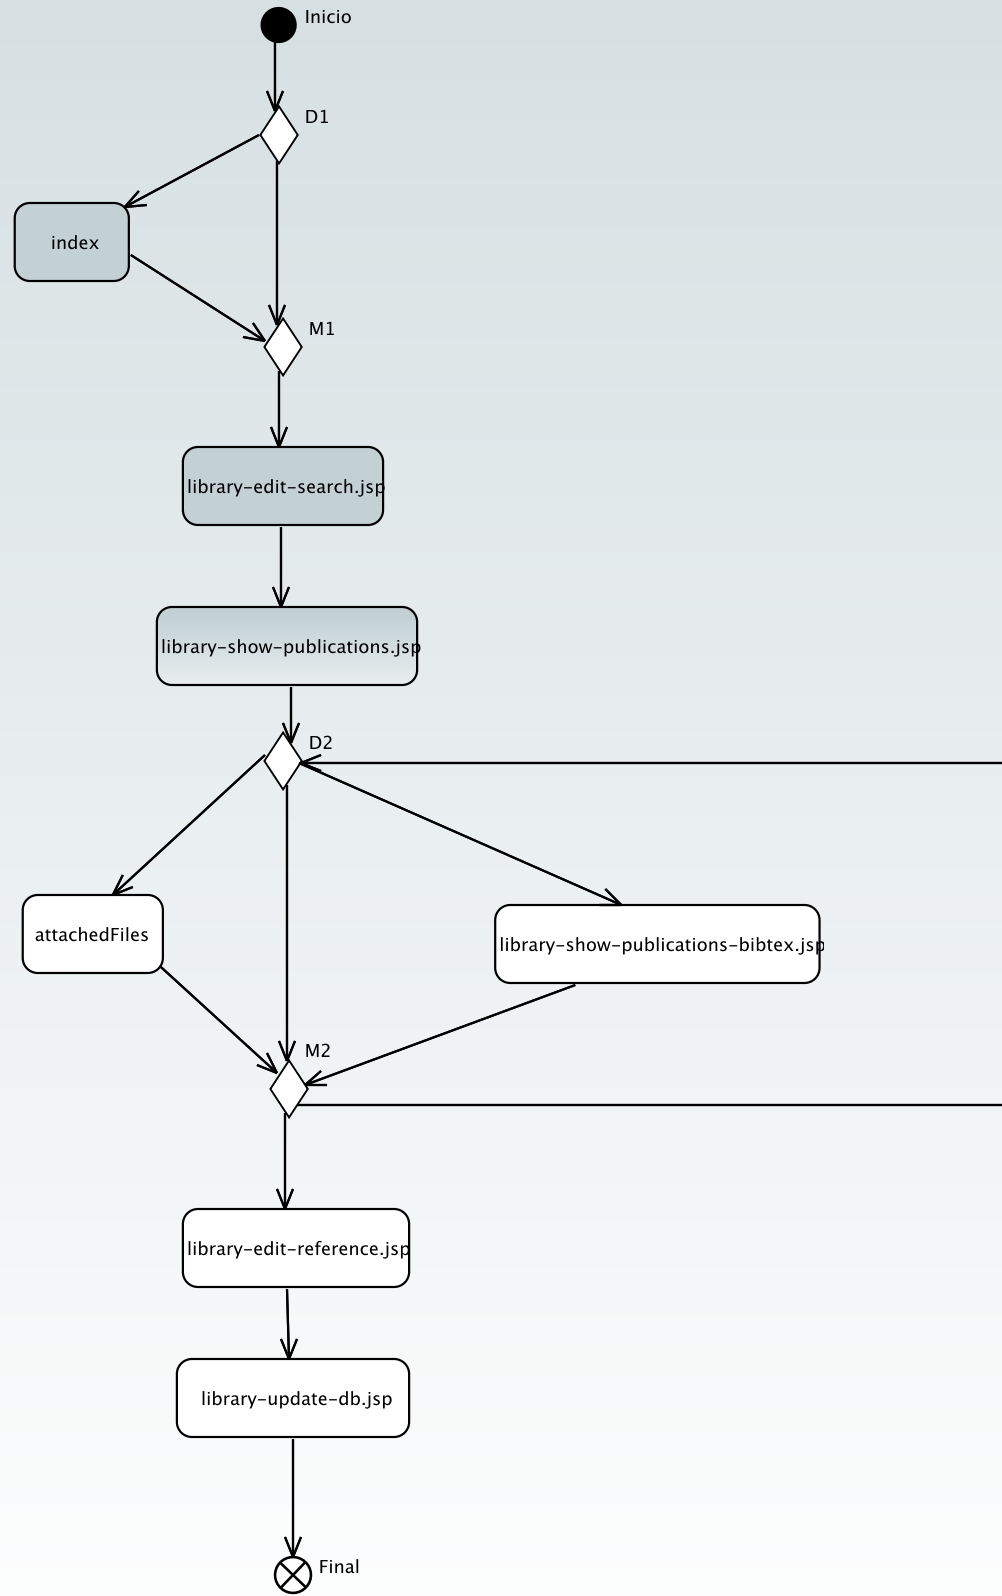 Inicio
D1
index
M1
library-edit-search.jsp
library-show-publications.jsp
D2
attachedFiles
library-show-publications-bibtex.jsp
M2
library-edit-reference.jsp
library-update-db.jsp
Final